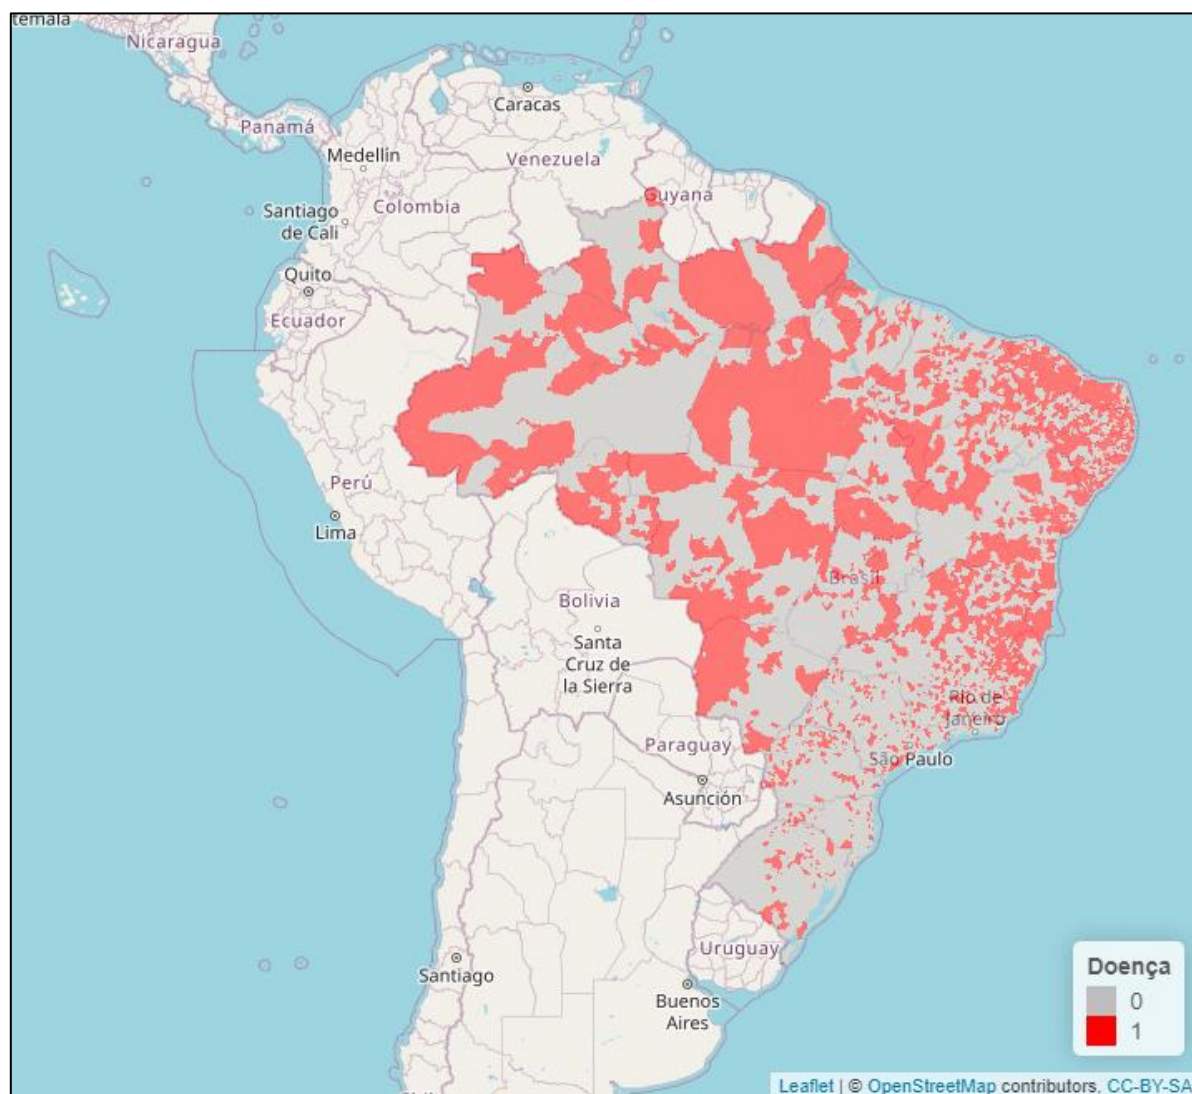 temala
Nicaragua
Caracas
Panamá
Medellín
Venezuela
Guyana
Colombia
Santiago
de Cali
Quito
Ecuador
Perú
Lima
Brasil
Bolivia
Santa
Cruz de
la Sierra
Rio de
Janeiro
Paraguay
São Paulo
Asunción
Uruguay
Santiago
Buenos
Aires
Doença
0
1
Leaflet | © OpenStreetMap contributors, CC-BY-SA